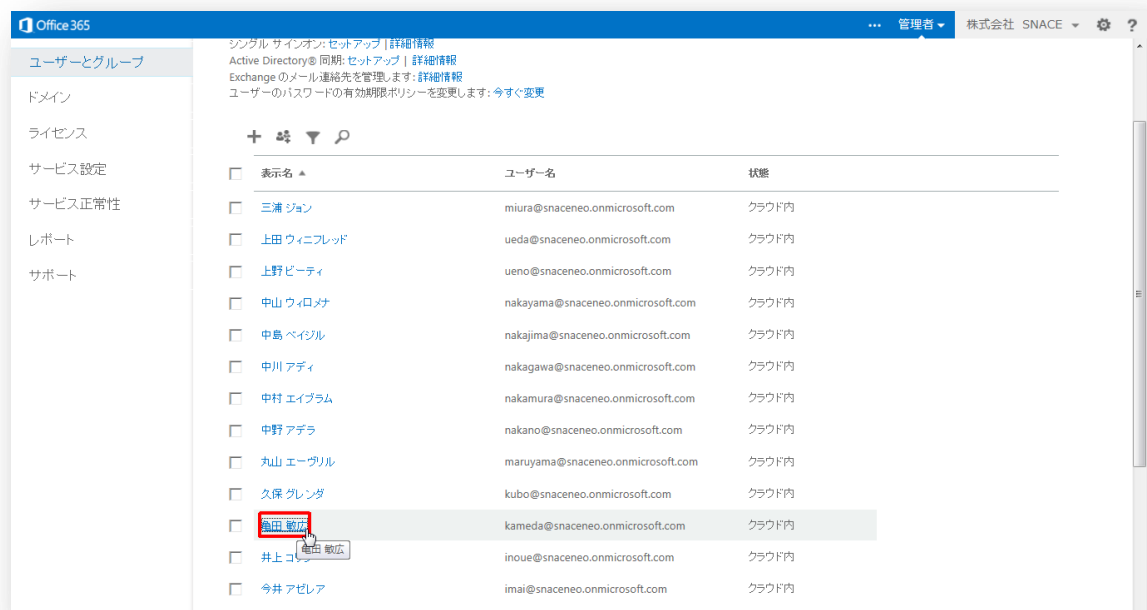 Office 365 ... 管理者 株式会社 SNACE ?
シングル サインオン: セットアップ | 詳細情報
ユーザーとグループ
Active Directory® 同期: セットアップ | 詳細情報
Exchange のメール連絡先を管理します: 詳細情報
ユーザーのパスワードの有効期限ポリシーを変更します: 今すぐ変更
ドメイン
ライセンス
サービス設定
サービス正常性
レポート
サポート
表示名 ユーザー名 状態
三浦 ジョン miura@snaceneo.onmicrosoft.com クラウド内
上田 ウィニフレッド ueda@snaceneo.onmicrosoft.com クラウド内
上野 ビーティ ueno@snaceneo.onmicrosoft.com クラウド内
中山 ウィロメナ nakayama@snaceneo.onmicrosoft.com クラウド内
中島 ベイジル nakajima@snaceneo.onmicrosoft.com クラウド内
中川 アディ nakagawa@snaceneo.onmicrosoft.com クラウド内
中村 エイブラム nakamura@snaceneo.onmicrosoft.com クラウド内
中野 アデラ nakano@snaceneo.onmicrosoft.com クラウド内
丸山 エーヴリル maruyama@snaceneo.onmicrosoft.com クラウド内
久保 グレンダ kubo@snaceneo.onmicrosoft.com クラウド内
亀田 敏広 kameda@snaceneo.onmicrosoft.com クラウド内
亀田 敏広
井上 inoue@snaceneo.onmicrosoft.com クラウド内
今井 アゼレア imai@snaceneo.onmicrosoft.com クラウド内